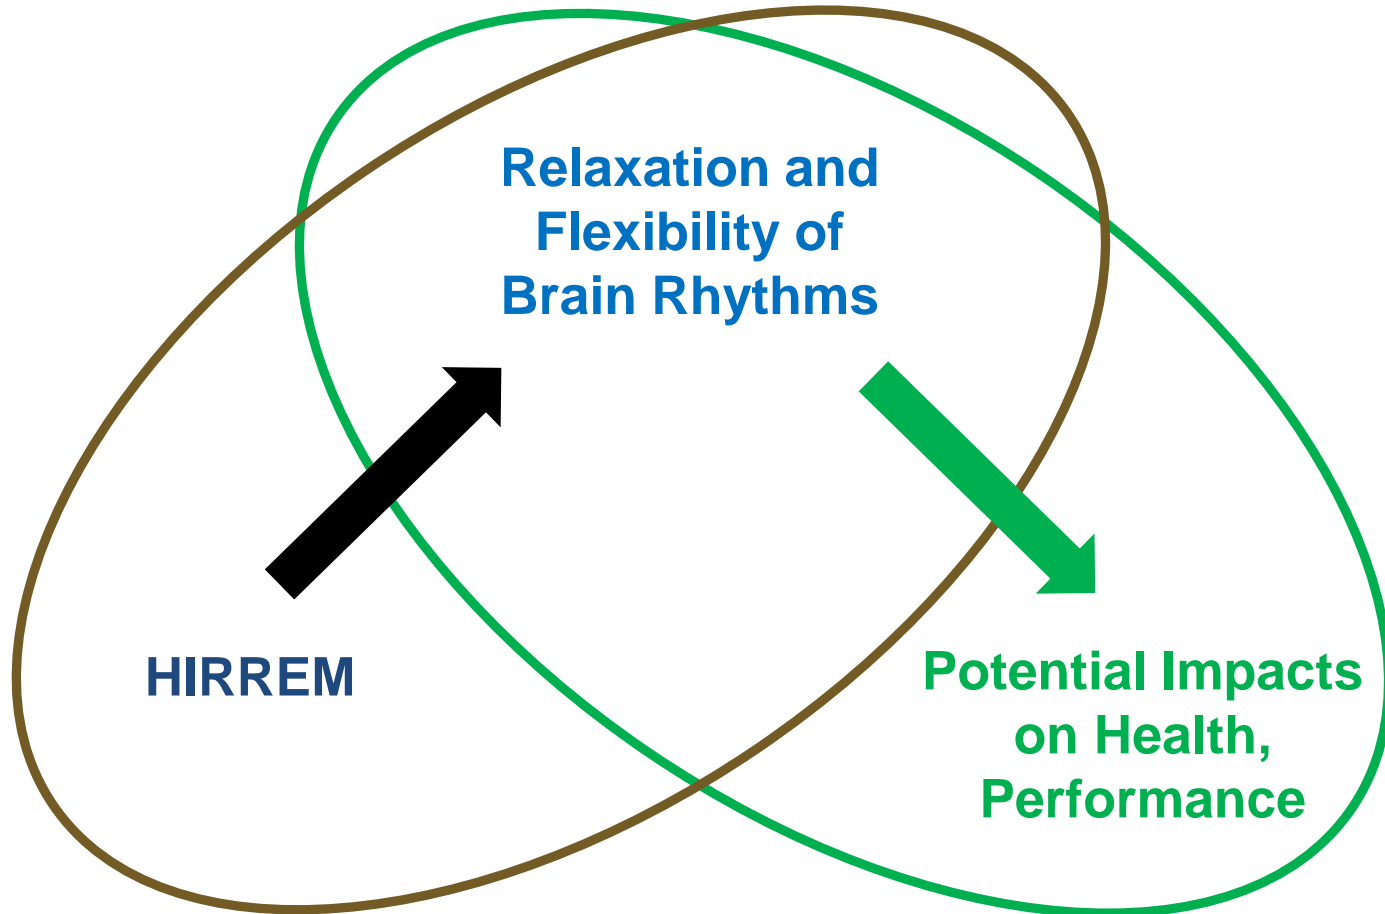 Relaxation and
Flexibility of
Brain Rhythms
HIRREM
Potential Impacts
on Health,
Performance